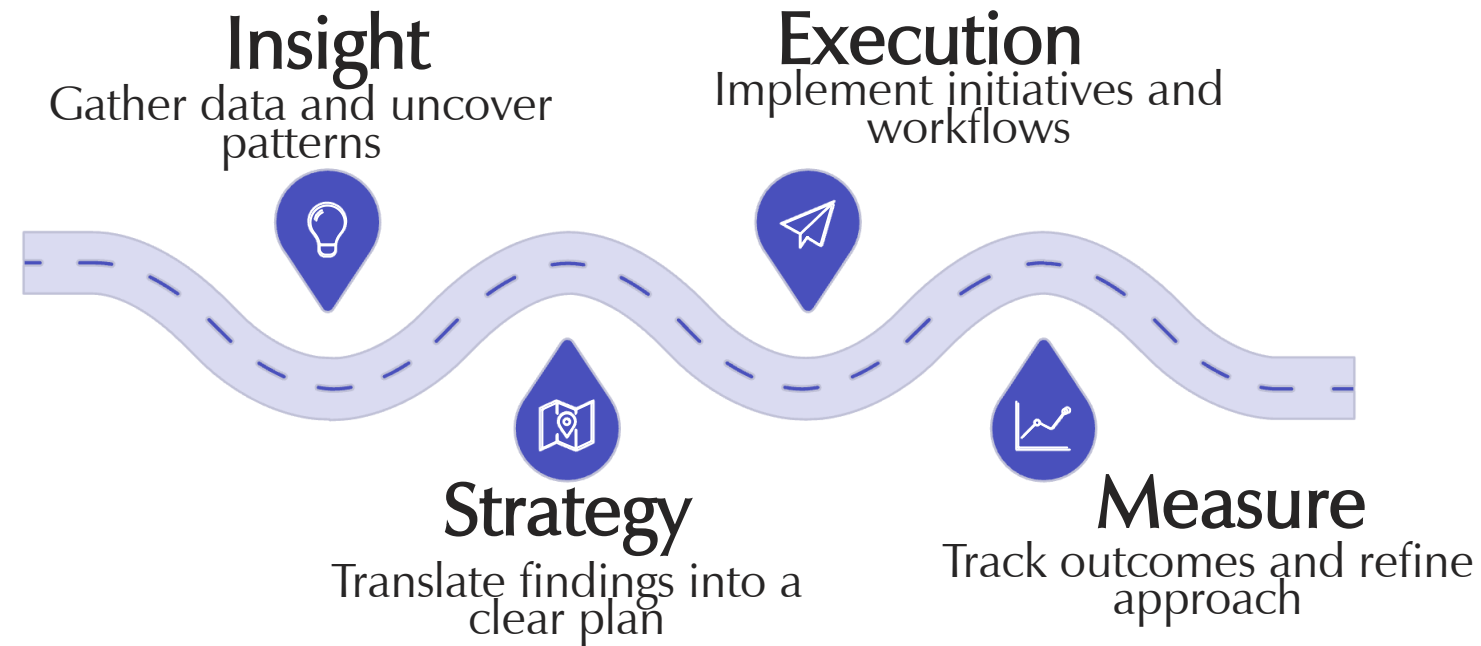 Insight
Gather data and uncover
patterns
Execution
Implement initiatives and
workflows
Strategy
Translate findings into a
clear plan
Measure
Track outcomes and refine
approach